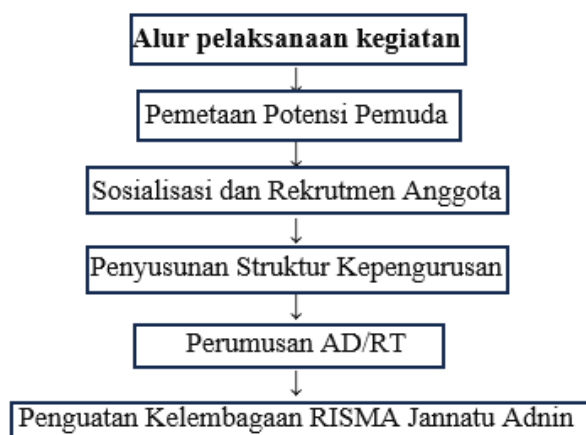 Alur pelaksanaan kegiatan
Pemetaan Potensi Pemuda
Sosialisasi dan Rekrutmen Anggota
Penyusunan Struktur Kepengurusan
Perumusan AD/RT
Penguatan Kelembagaan RISMA Jannatu Adnin